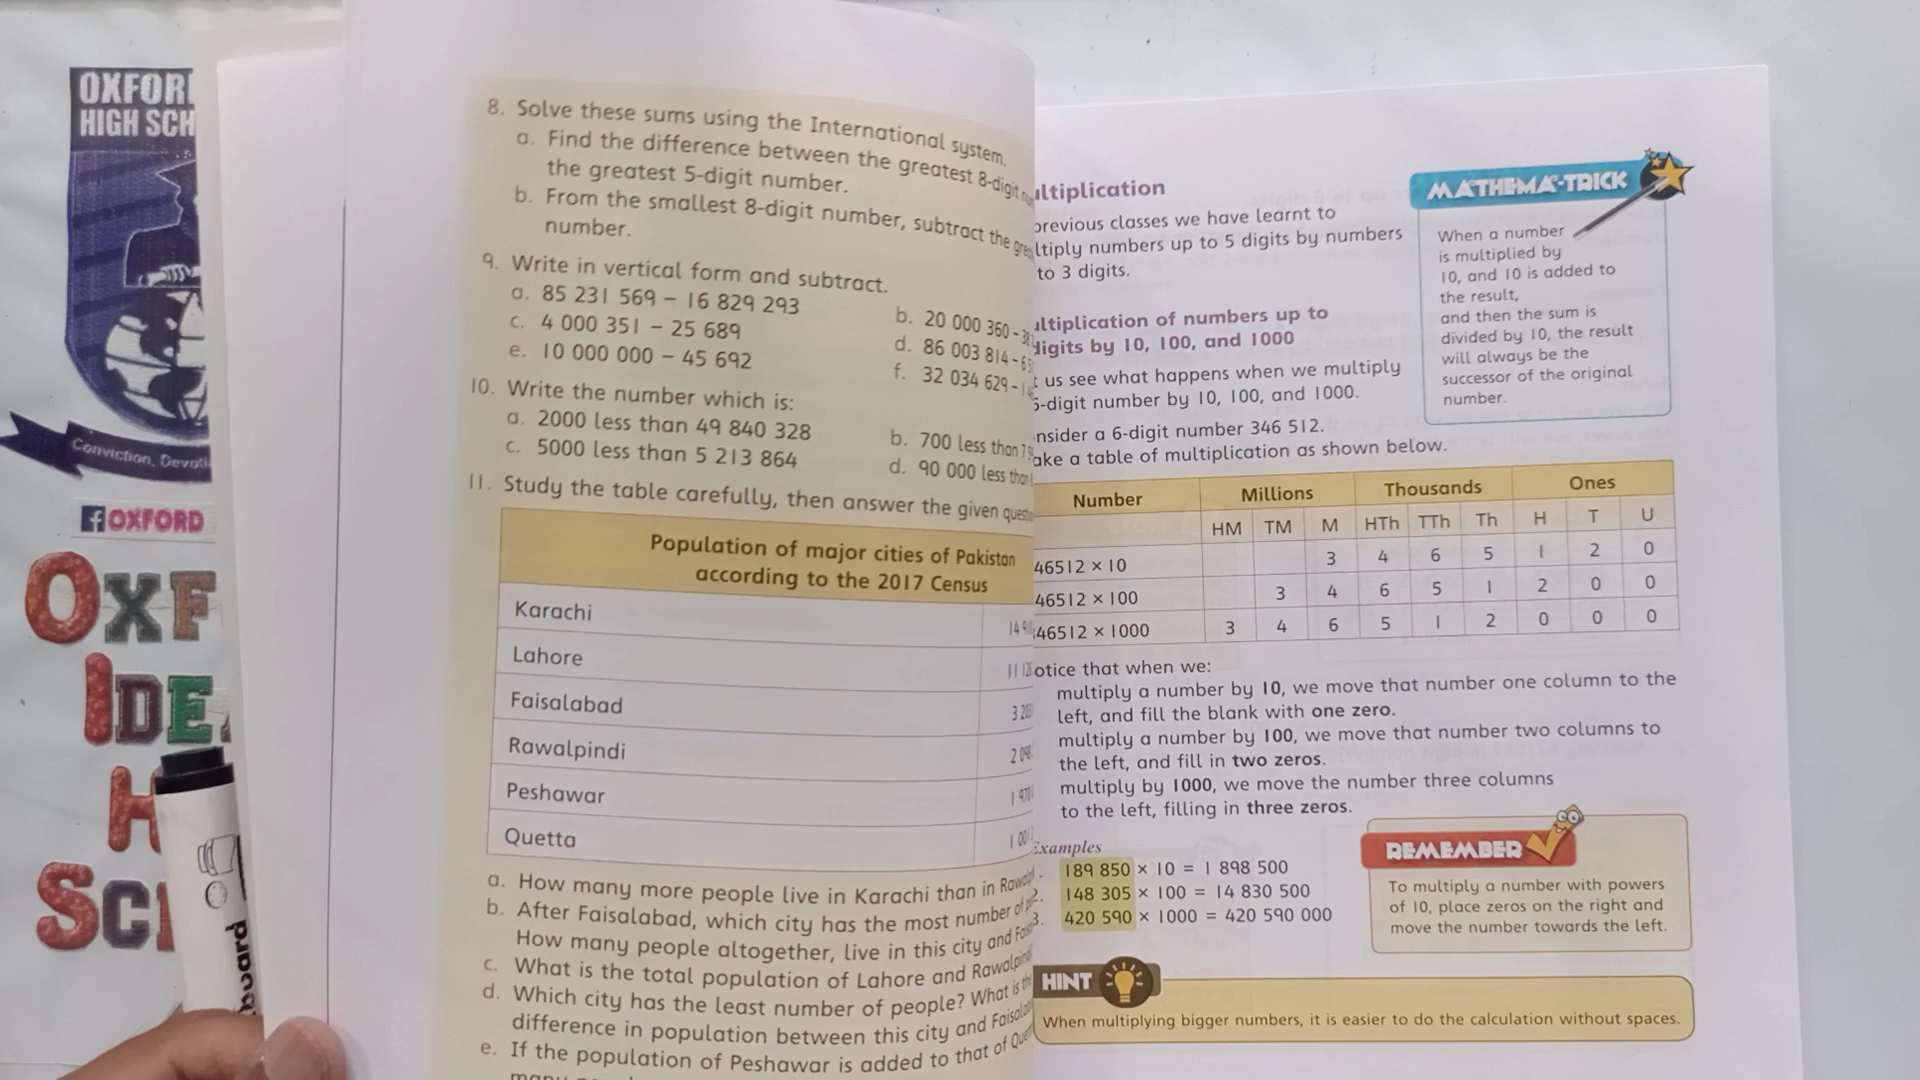 OXFOR
HIGH SCH
Conviction, Devoti
f OXFORD
OXF
IDEA
H
SC
board
8. Solve these sums using the International system.
a. Find the difference between the greatest 8-digit
the greatest 5-digit number.
b. From the smallest 8-digit number, subtract the
number.
9. Write in vertical form and subtract.
a. 85 231 569 – 16 829 293
b. 20 000 360 –
c. 4 000 351 – 25 689
d. 86 003 814 –
e. 10 000 000 – 45 692
f. 32 034 629 –
10. Write the number which is:
a. 2000 less than 49 840 328
b. 700 less than
c. 5000 less than 5 213 864
d. 90 000 less than
11. Study the table carefully, then answer the given
Population of major cities of Pakistan
according to the 2017 Census
Karachi 14
Lahore 11
Faisalabad 3
Rawalpindi 2
Peshawar 1
Quetta 1
a. How many more people live in Karachi than in
b. After Faisalabad, which city has the most number of
How many people altogether, live in this city and
c. What is the total population of Lahore and Rawalpindi
d. Which city has the least number of people? What is the
difference in population between this city and
e. If the population of Peshawar is added to that of
ltiplication
previous classes we have learnt to
ltiply numbers up to 5 digits by numbers
to 3 digits.
ltiplication of numbers up to
digits by 10, 100, and 1000
us see what happens when we multiply
-digit number by 10, 100, and 1000.
nsider a 6-digit number 346 512.
ake a table of multiplication as shown below.
MATHEMA-TRICK
When a number
is multiplied by
10, and 10 is added to
the result,
and then the sum is
divided by 10, the result
will always be the
successor of the original
number.
Number Millions Thousands Ones
HM TM M HTh TTh Th H T U
46512 × 10 3 4 6 5 1 2 0
46512 × 100 3 4 6 5 1 2 0 0
46512 × 1000 3 4 6 5 1 2 0 0 0
otice that when we:
multiply a number by 10, we move that number one column to the
left, and fill the blank with one zero.
multiply a number by 100, we move that number two columns to
the left, and fill in two zeros.
multiply by 1000, we move the number three columns
to the left, filling in three zeros.
Examples
189 850 × 10 = 1 898 500
148 305 × 100 = 14 830 500
3. 420 590 × 1000 = 420 590 000
REMEMBER
To multiply a number with powers
of 10, place zeros on the right and
move the number towards the left.
HINT
When multiplying bigger numbers, it is easier to do the calculation without spaces.